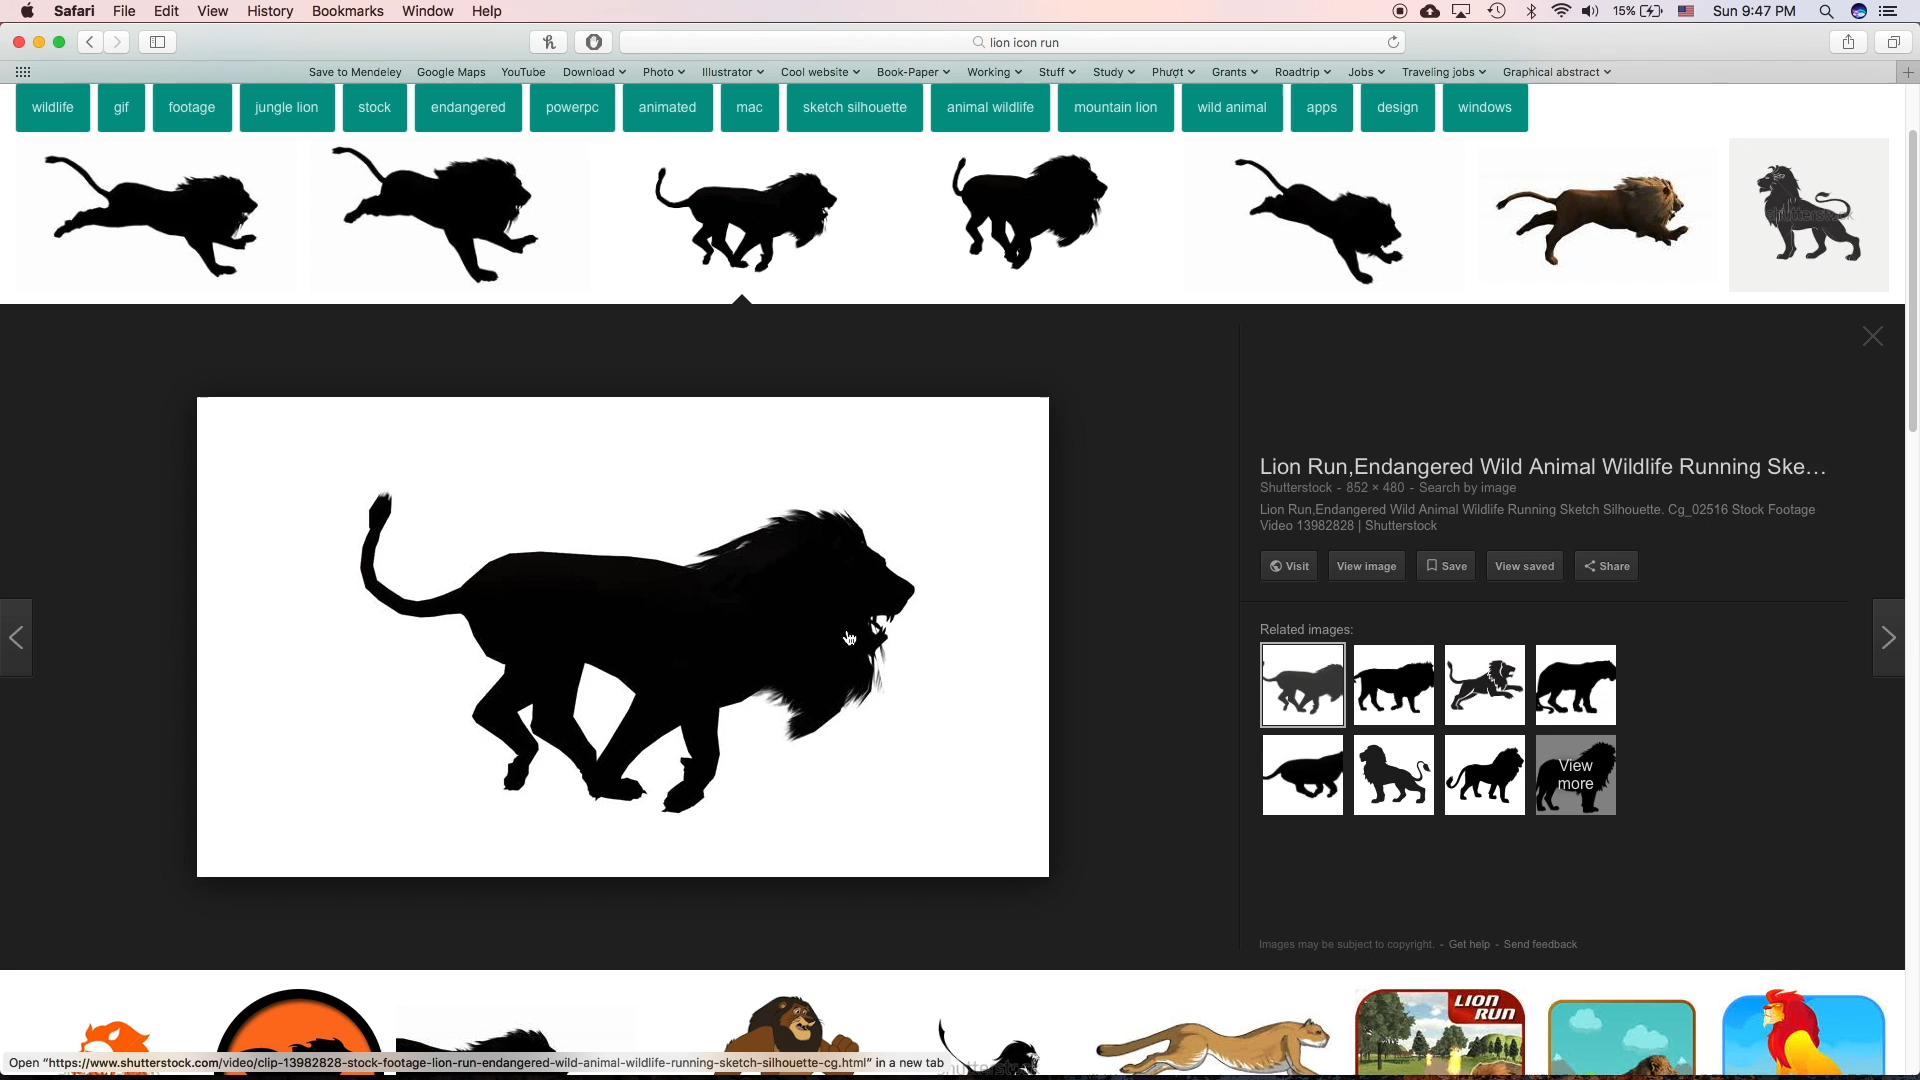 Safari File Edit View History Bookmarks Window Help 15% Sun 9:47 PM
lion icon run
Save to Mendeley Google Maps YouTube Download Photo Illustrator Cool website Book-Paper Working Stuff Study Phượt Grants Roadtrip Jobs Traveling jobs Graphical abstract
wildlife gif footage jungle lion stock endangered powerpc animated mac sketch silhouette animal wildlife mountain lion wild animal apps design windows
shutterstock
Lion Run,Endangered Wild Animal Wildlife Running Ske...
Shutterstock - 852 × 480 - Search by image
Lion Run,Endangered Wild Animal Wildlife Running Sketch Silhouette. Cg_02516 Stock Footage
Video 13982828 | Shutterstock
Visit View image Save View saved Share
Related images:
View
more
Images may be subject to copyright. - Get help - Send feedback
LION
RUN
Open “https://www.shutterstock.com/video/clip-13982828-stock-footage-lion-run-endangered-wild-animal-wildlife-running-sketch-silhouette-cg.html” in a new tab